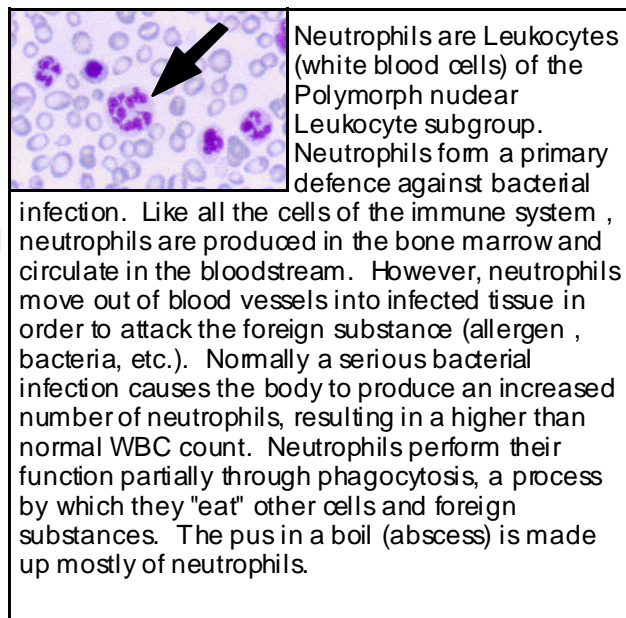 Neutrophils are Leukocytes
(white blood cells) of the
Polymorph nuclear
Leukocyte subgroup.
Neutrophils form a primary
defence against bacterial
infection. Like all the cells of the immune system ,
neutrophils are produced in the bone marrow and
circulate in the bloodstream. However, neutrophils
move out of blood vessels into infected tissue in
order to attack the foreign substance (allergen ,
bacteria, etc.). Normally a serious bacterial
infection causes the body to produce an increased
number of neutrophils, resulting in a higher than
normal WBC count. Neutrophils perform their
function partially through phagocytosis, a process
by which they "eat" other cells and foreign
substances. The pus in a boil (abscess) is made
up mostly of neutrophils.